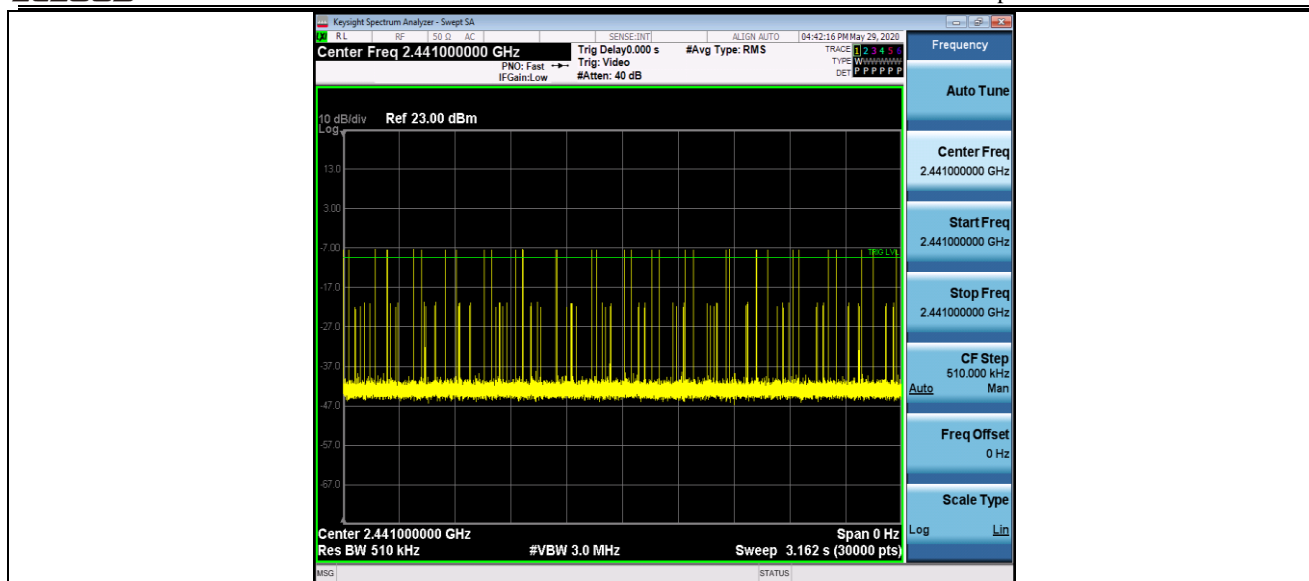 Keysight Spectrum Analyzer - Swept SA
RL RF 50 Ω AC SENSE:INT ALIGN AUTO 04:42:16 PM May 29, 2020
Center Freq 2.441000000 GHz
Trig Delay0.000 s #Avg Type: RMS TRACE 1 2 3 4 5 6
PNO: Fast Trig: Video TYPE WWWWWW
IFGain:Low #Atten: 40 dB DET P P P P P P
10 dB/div Ref 23.00 dBm
Log
13.0
3.00
-7.00
TRIG LVL
-17.0
-27.0
-37.0
-47.0
-57.0
-67.0
Center 2.441000000 GHz Span 0 Hz
Res BW 510 kHz #VBW 3.0 MHz Sweep 3.162 s (30000 pts)
MSG STATUS
Frequency
Auto Tune
Center Freq
2.441000000 GHz
Start Freq
2.441000000 GHz
Stop Freq
2.441000000 GHz
CF Step
510.000 kHz
Auto Man
Freq Offset
0 Hz
Scale Type
Log Lin